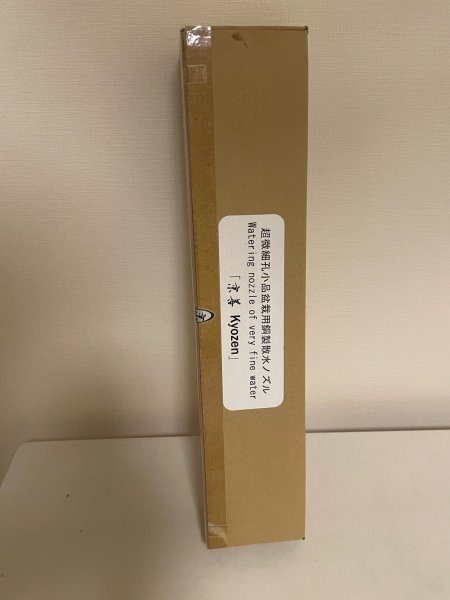 超微細孔小品盆栽用銅製散水ノズル
Watering nozzle of very fine water
「京善 Kyozen」